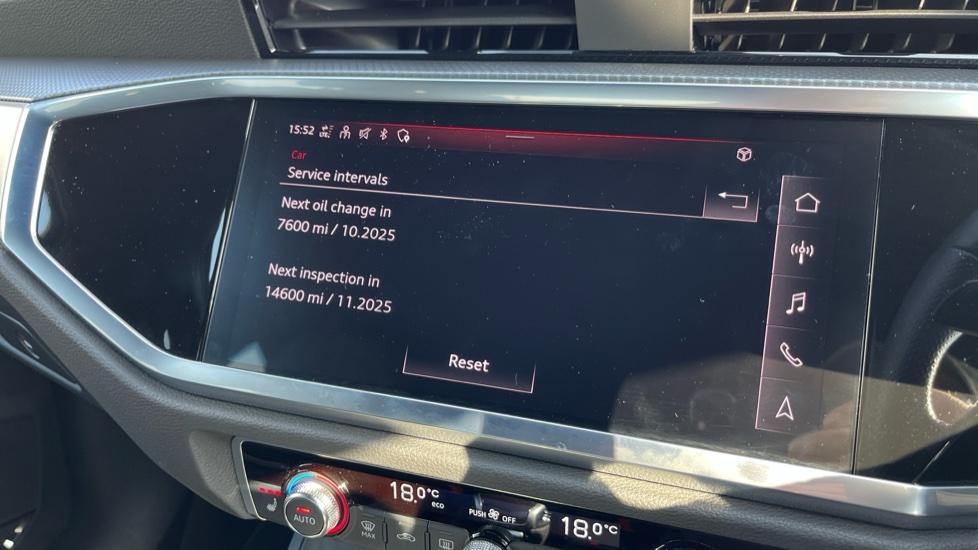 15:52
Car
Service intervals
Next oil change in
7600 mi / 10.2025
Next inspection in
14600 mi / 11.2025
Reset
18.0°C
eco
AUTO
MAX
PUSH OFF
18.0°C